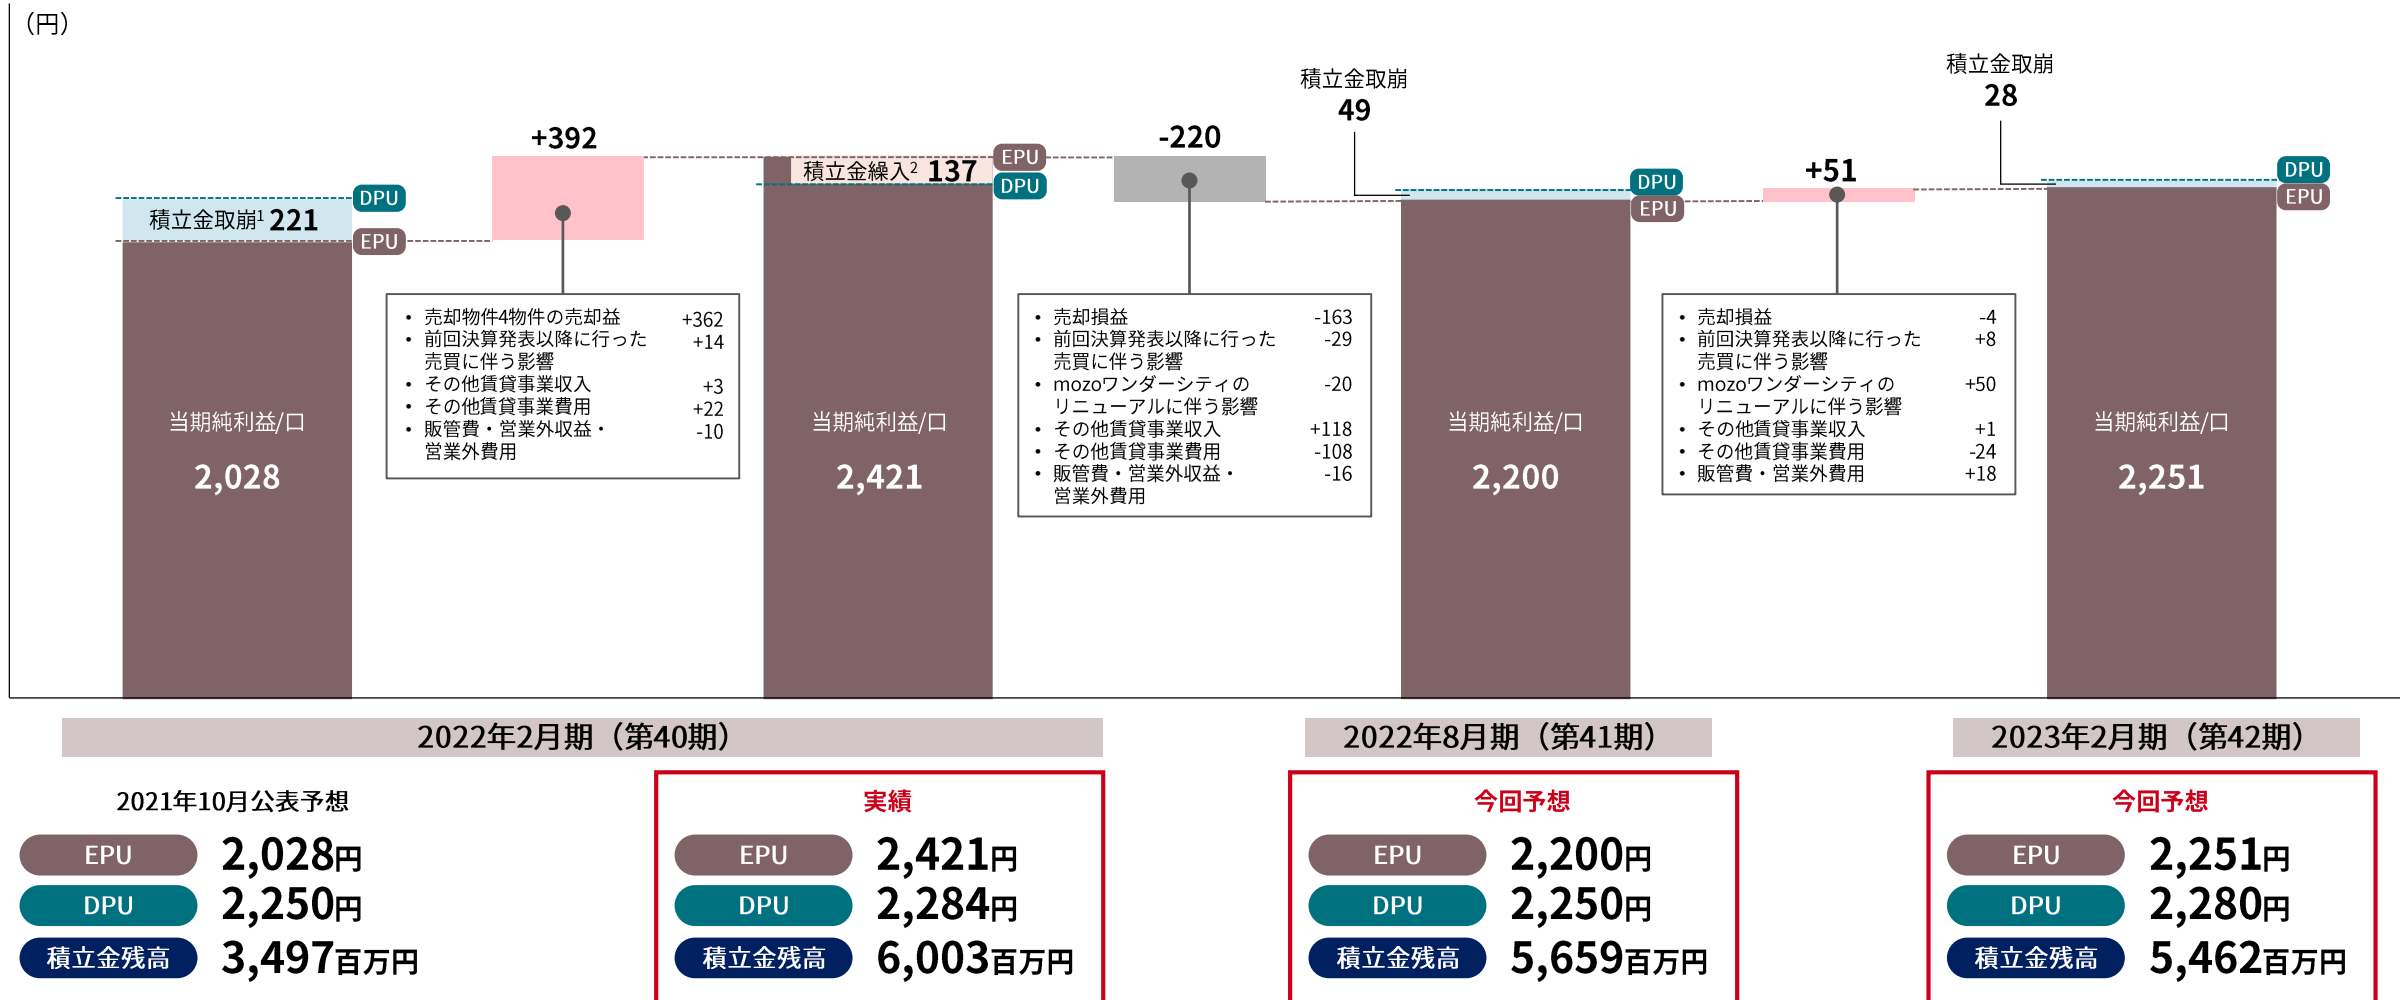 （円）
積立金取崩1 221
DPU
EPU
当期純利益/口
2,028
+392
・ 売却物件4物件の売却益 +362
・ 前回決算発表以降に行った +14
売買に伴う影響
・ その他賃貸事業収入 +3
・ その他賃貸事業費用 +22
・ 販管費・営業外収益・ -10
営業外費用
積立金繰入2 137
EPU
DPU
当期純利益/口
2,421
-220
・ 売却損益 -163
・ 前回決算発表以降に行った -29
売買に伴う影響
・ mozoワンダーシティの -20
リニューアルに伴う影響
・ その他賃貸事業収入 +118
・ その他賃貸事業費用 -108
・ 販管費・営業外収益・ -16
営業外費用
積立金取崩
49
DPU
EPU
当期純利益/口
2,200
+51
・ 売却損益 -4
・ 前回決算発表以降に行った +8
売買に伴う影響
・ mozoワンダーシティの +50
リニューアルに伴う影響
・ その他賃貸事業収入 +1
・ その他賃貸事業費用 -24
・ 販管費・営業外費用 +18
積立金取崩
28
DPU
EPU
当期純利益/口
2,251
2022年2月期（第40期）
2022年8月期（第41期）
2023年2月期（第42期）
2021年10月公表予想
EPU 2,028円
DPU 2,250円
積立金残高 3,497百万円
実績
EPU 2,421円
DPU 2,284円
積立金残高 6,003百万円
今回予想
EPU 2,200円
DPU 2,250円
積立金残高 5,659百万円
今回予想
EPU 2,251円
DPU 2,280円
積立金残高 5,462百万円